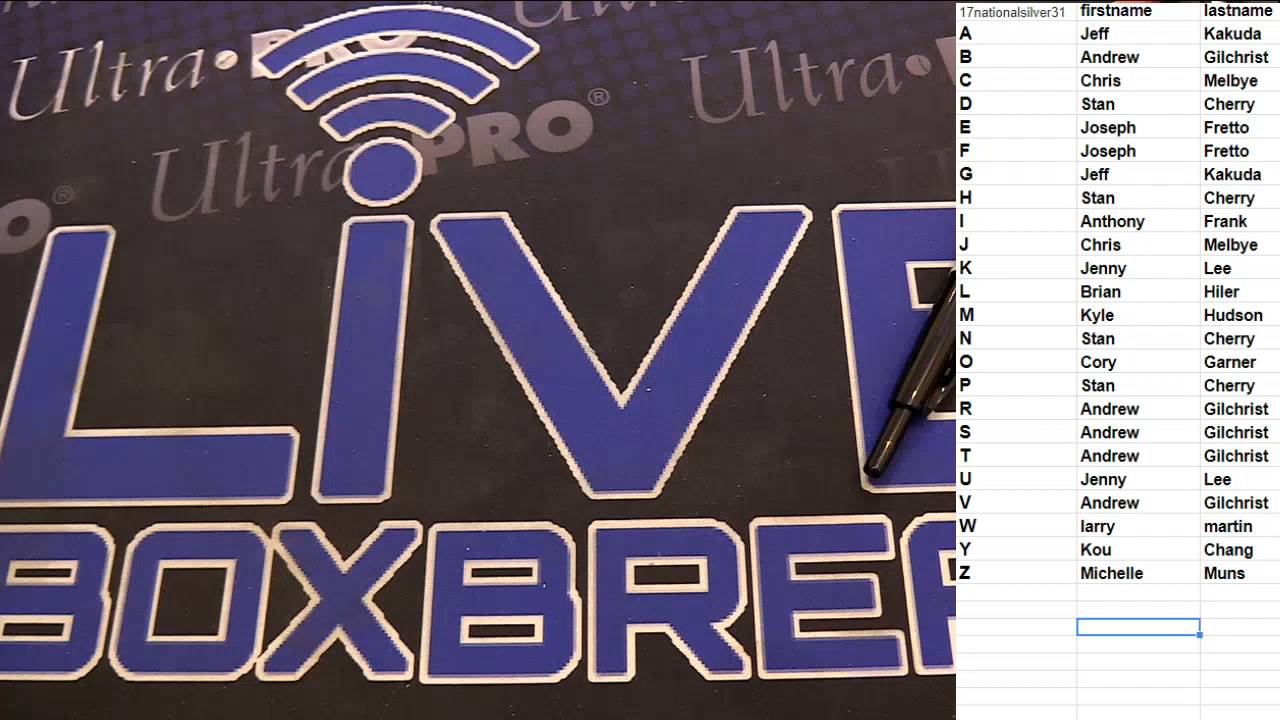 Ultra•PRO
Ultra
Ultra•
Ultra PRO®
O®
LiVE
BOXBREA
17nationalsilver31 firstname lastname
A Jeff Kakuda
B Andrew Gilchrist
C Chris Melbye
D Stan Cherry
E Joseph Fretto
F Joseph Fretto
G Jeff Kakuda
H Stan Cherry
I Anthony Frank
J Chris Melbye
K Jenny Lee
L Brian Hiler
M Kyle Hudson
N Stan Cherry
O Cory Garner
P Stan Cherry
R Andrew Gilchrist
S Andrew Gilchrist
T Andrew Gilchrist
U Jenny Lee
V Andrew Gilchrist
W larry martin
Y Kou Chang
Z Michelle Muns